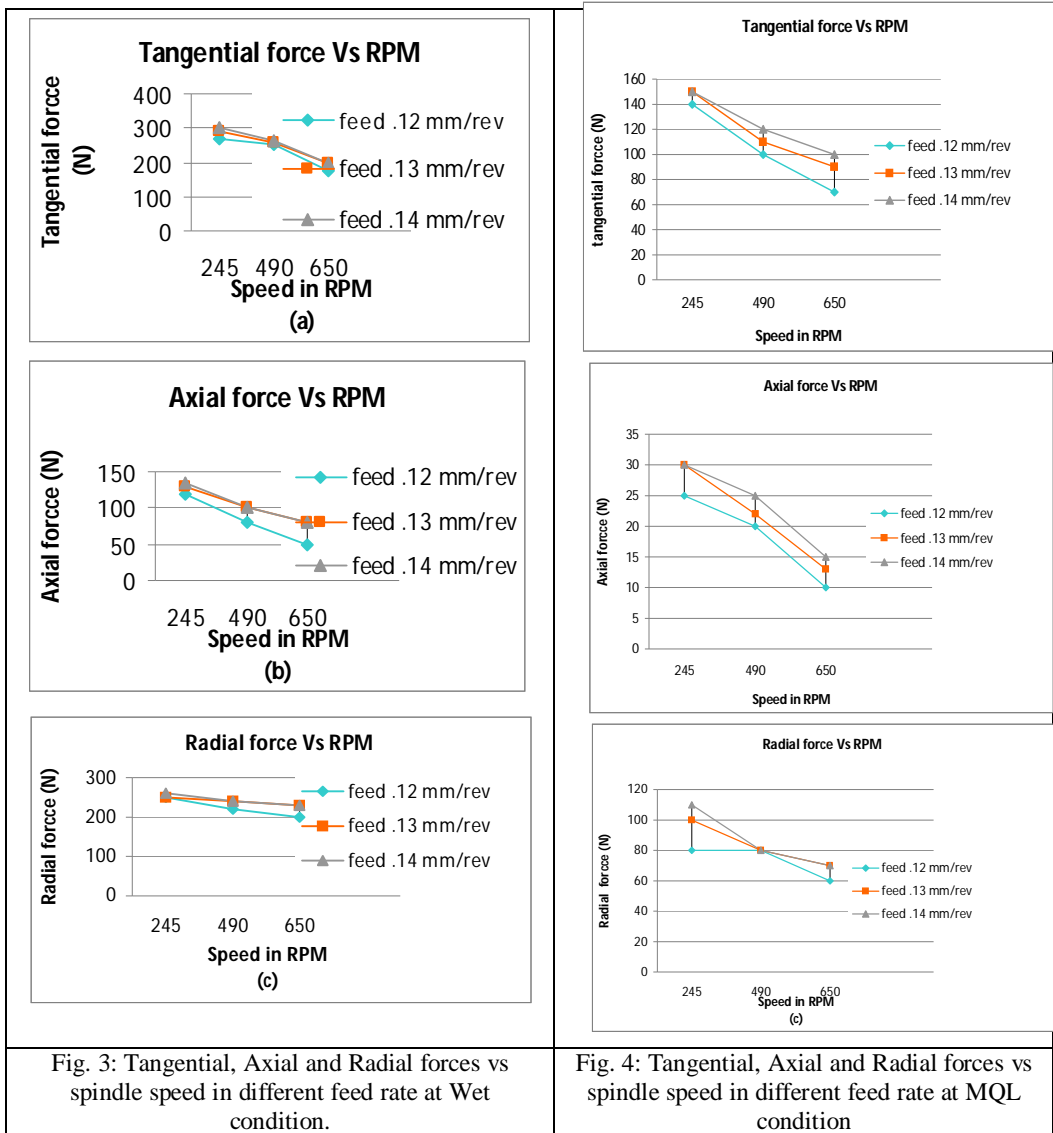 Tangential force Vs RPM
Tangential forcce
(N)
400
300
200
100
0
245 490 650
Speed in RPM
(a)
feed .12 mm/rev
feed .13 mm/rev
feed .14 mm/rev
Axial force Vs RPM
Axial forcce (N)
150
100
50
0
245 490 650
Speed in RPM
(b)
feed .12 mm/rev
feed .13 mm/rev
feed .14 mm/rev
Radial force Vs RPM
Radial forcce (N)
300
200
100
0
245 490 650
Speed in RPM
(c)
feed .12 mm/rev
feed .13 mm/rev
feed .14 mm/rev
Fig. 3: Tangential, Axial and Radial forces vs
spindle speed in different feed rate at Wet
condition.
Tangential force Vs RPM
tangential forcce (N)
160
140
120
100
80
60
40
20
0
245 490 650
Speed in RPM
feed .12 mm/rev
feed .13 mm/rev
feed .14 mm/rev
Axial force Vs RPM
Axial forcce (N)
35
30
25
20
15
10
5
0
245 490 650
Speed in RPM
feed .12 mm/rev
feed .13 mm/rev
feed .14 mm/rev
Radial force Vs RPM
Radial forcce (N)
120
100
80
60
40
20
0
245 490 650
Speed in RPM
(c)
feed .12 mm/rev
feed .13 mm/rev
feed .14 mm/rev
Fig. 4: Tangential, Axial and Radial forces vs
spindle speed in different feed rate at MQL
condition